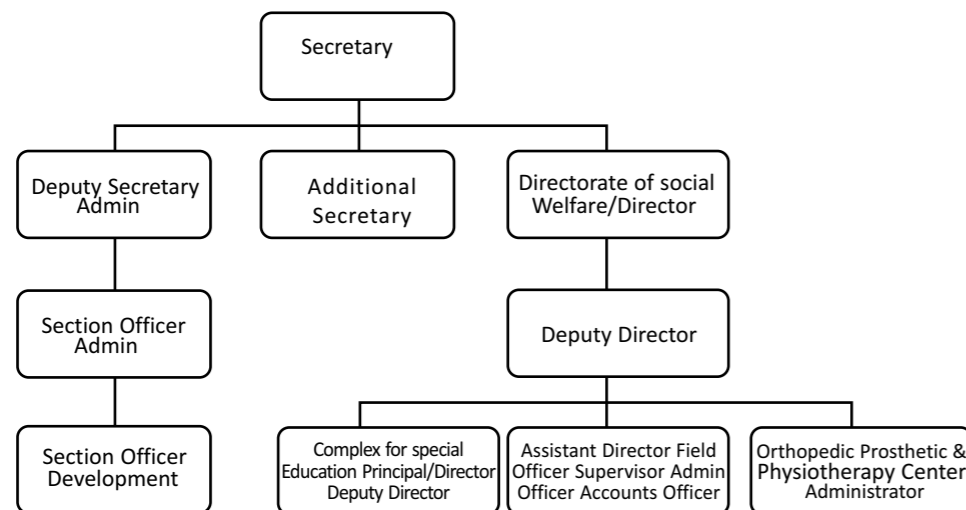 Secretary
Deputy Secretary
Admin
Additional
Secretary
Directorate of social
Welfare/Director
Section Officer
Admin
Deputy Director
Section Officer
Development
Complex for special
Education Principal/Director
Deputy Director
Assistant Director Field
Officer Supervisor Admin
Officer Accounts Officer
Orthopedic Prosthetic &
Physiotherapy Center
Administrator